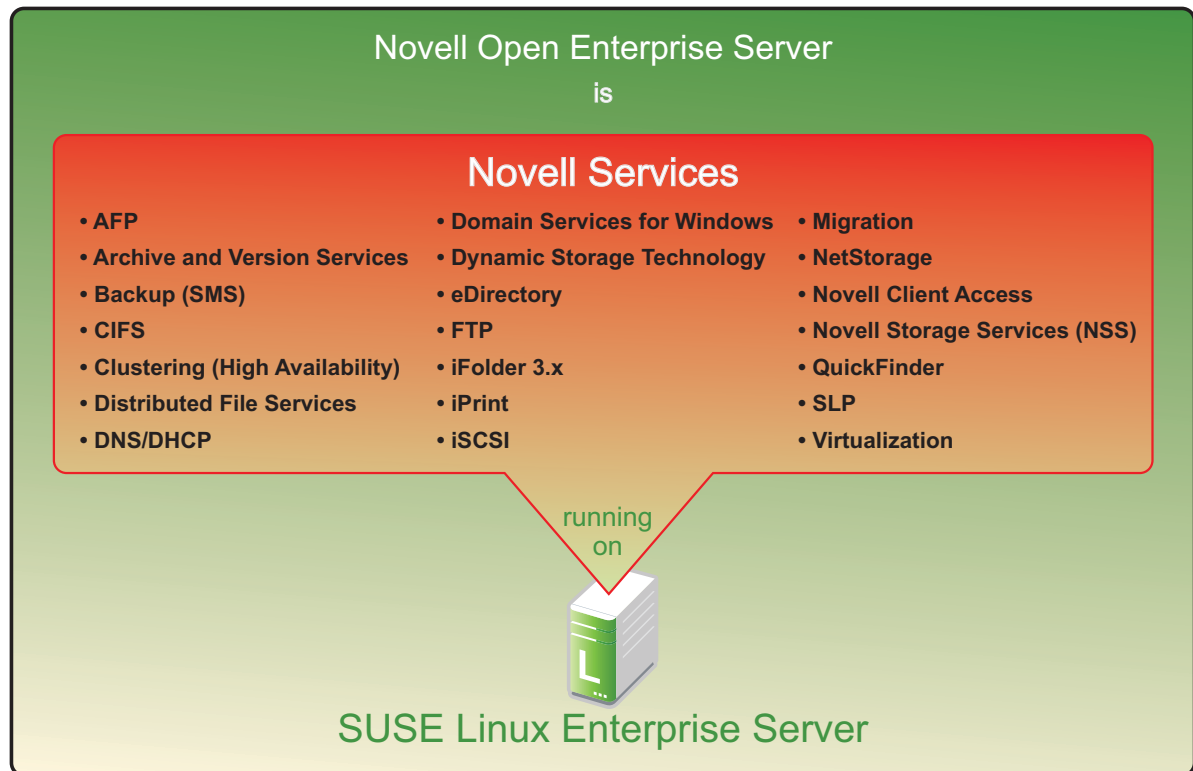 Novell Open Enterprise Server
is
Novell Services
• AFP
• Archive and Version Services
• Backup (SMS)
• CIFS
• Clustering (High Availability)
• Distributed File Services
• DNS/DHCP
• Domain Services for Windows
• Dynamic Storage Technology
• eDirectory
• FTP
• iFolder 3.x
• iPrint
• iSCSI
• Migration
• NetStorage
• Novell Client Access
• Novell Storage Services (NSS)
• QuickFinder
• SLP
• Virtualization
running
on
L
SUSE Linux Enterprise Server